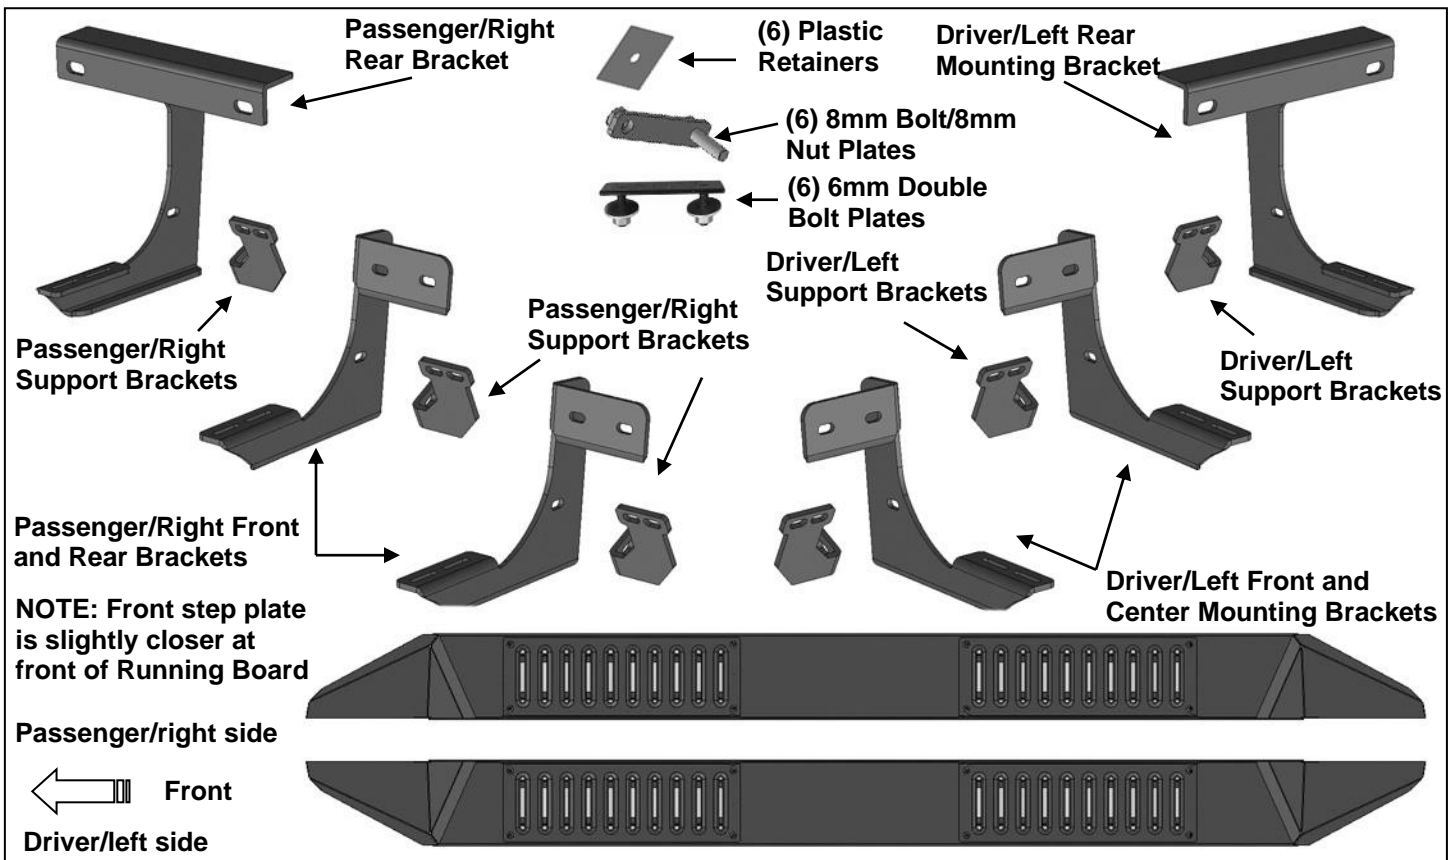 Passenger/Right
Rear Bracket
(6) Plastic
Retainers
Driver/Left Rear
Mounting Bracket
(6) 8mm Bolt/8mm
Nut Plates
(6) 6mm Double
Bolt Plates
Driver/Left
Support Brackets
Passenger/Right
Support Brackets
Passenger/Right
Support Brackets
Driver/Left
Support Brackets
Passenger/Right Front
and Rear Brackets
Driver/Left Front and
Center Mounting Brackets
NOTE: Front step plate
is slightly closer at
front of Running Board
Passenger/right side
Front
Driver/left side